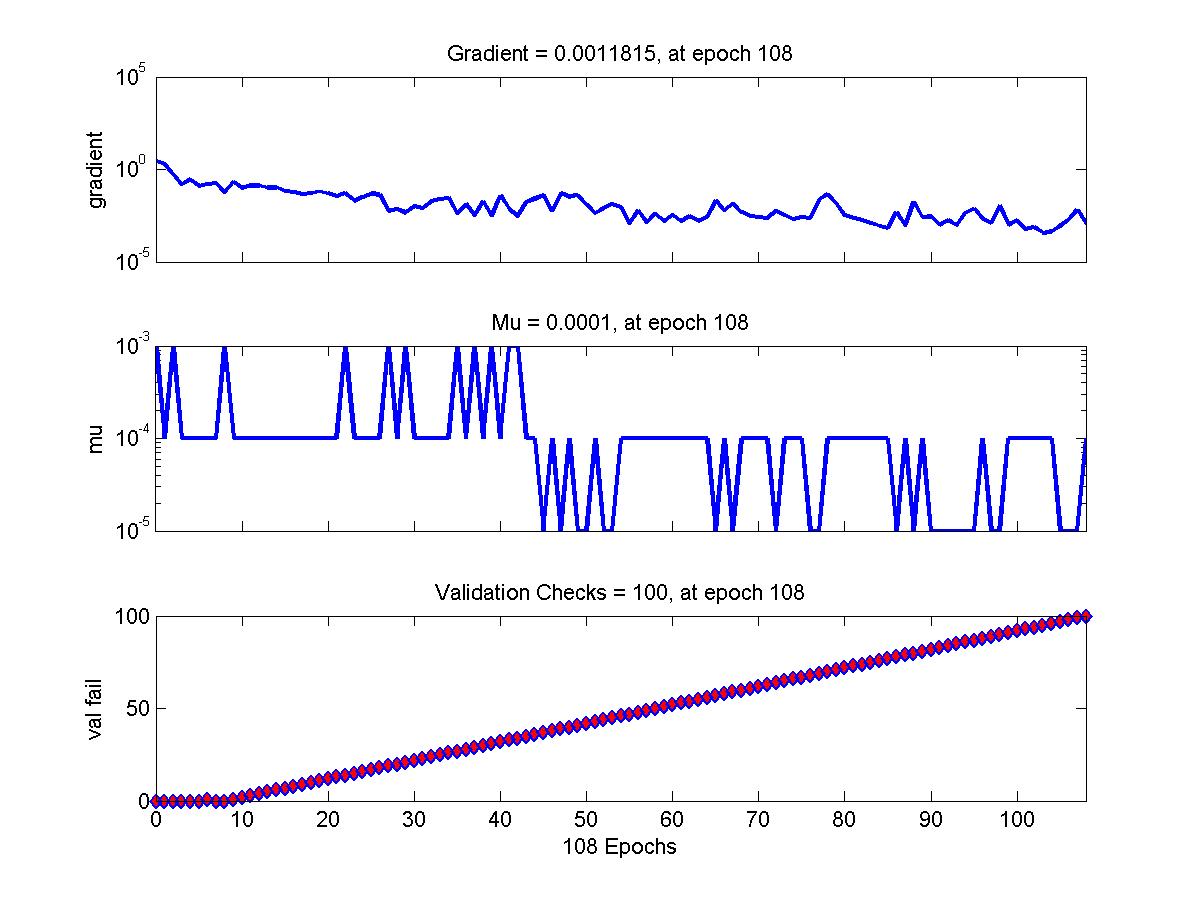 Gradient = 0.0011815, at epoch 108
10^5
10^0
10^-5
gradient
Mu = 0.0001, at epoch 108
10^-3
10^-4
10^-5
mu
Validation Checks = 100, at epoch 108
100
50
0
val fail
0 10 20 30 40 50 60 70 80 90 100
108 Epochs